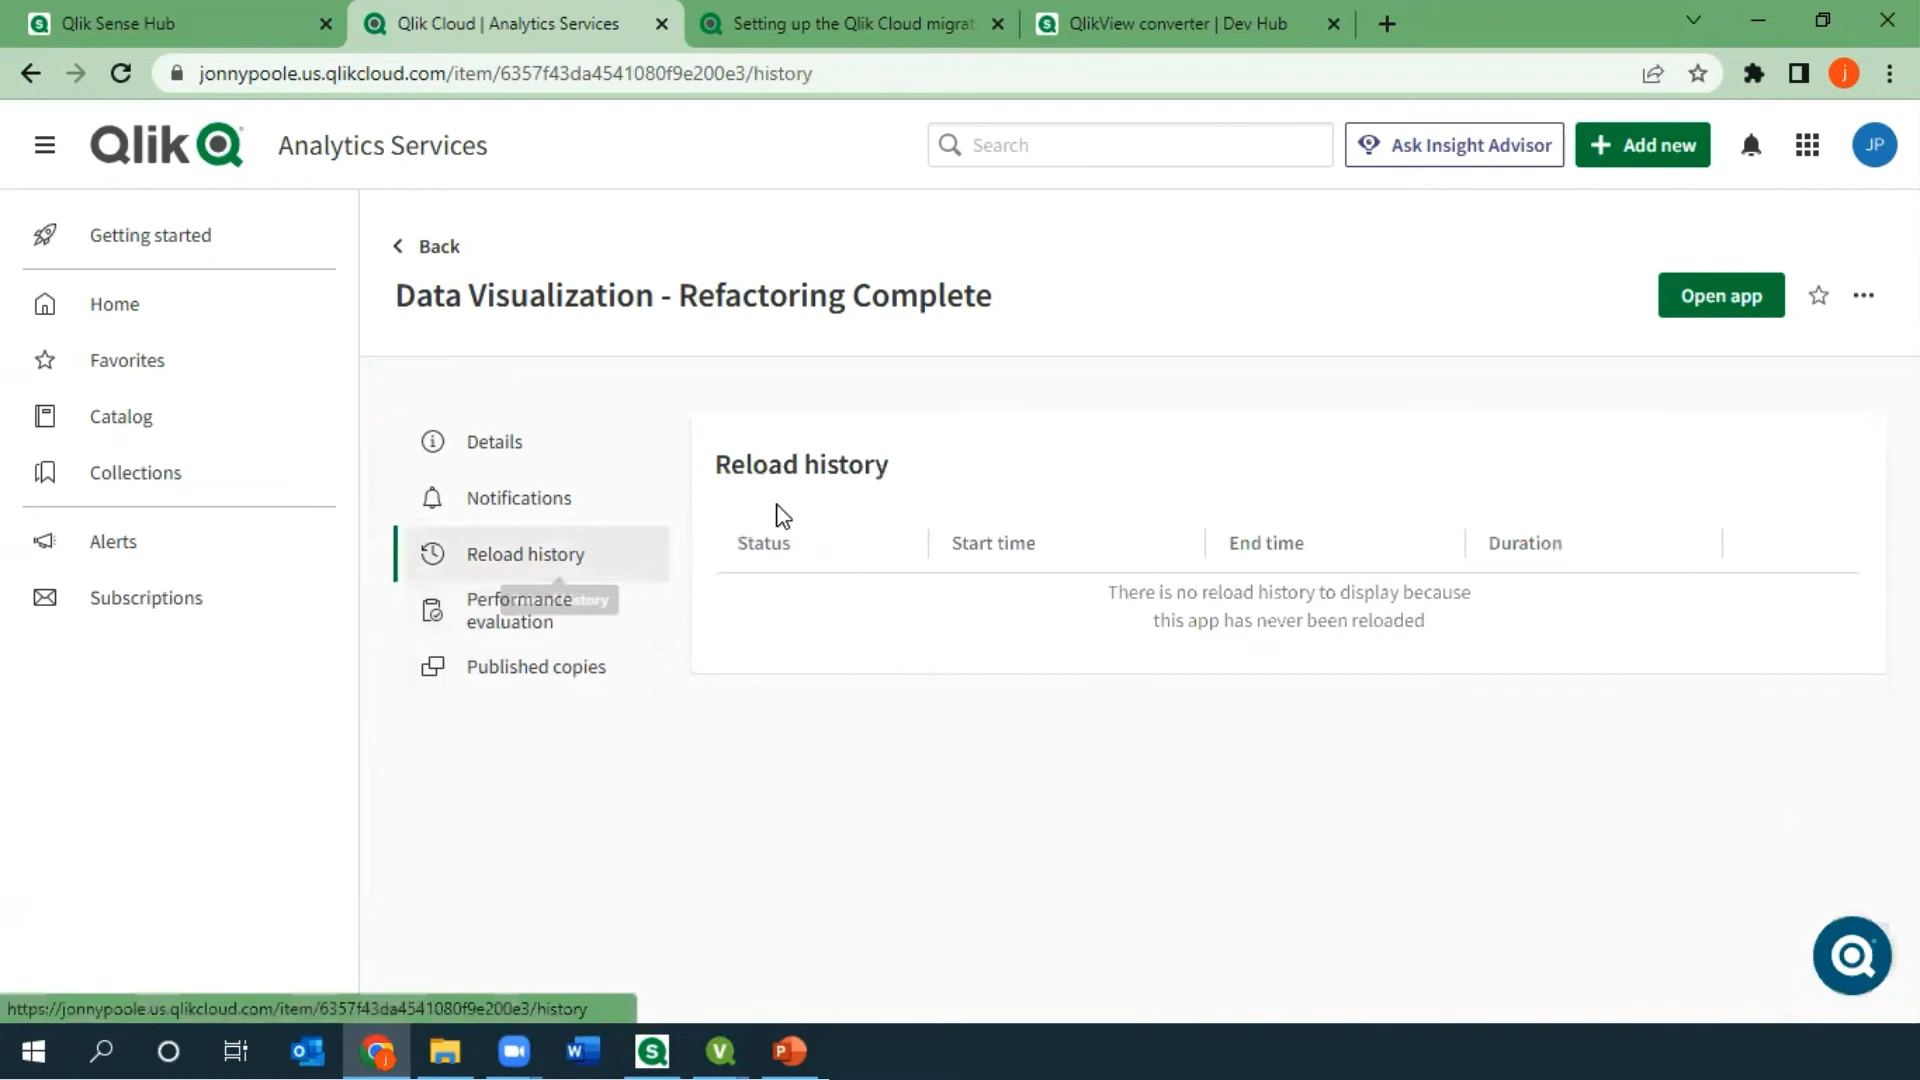 Qlik Sense Hub
Qlik Cloud | Analytics Services
Setting up the Qlik Cloud migrat
QlikView converter | Dev Hub
jonnypoole.us.qlikcloud.com/item/6357f43da4541080f9e200e3/history
j
Qlik
Analytics Services
Search
Ask Insight Advisor
Add new
JP
Getting started
Home
Favorites
Catalog
Collections
Alerts
Subscriptions
Back
Data Visualization - Refactoring Complete
Open app
Details
Notifications
Reload history
Performance
evaluation
Published copies
Reload history
Status
Start time
End time
Duration
There is no reload history to display because
this app has never been reloaded
https://jonnypoole.us.qlikcloud.com/item/6357f43da4541080f9e200e3/history